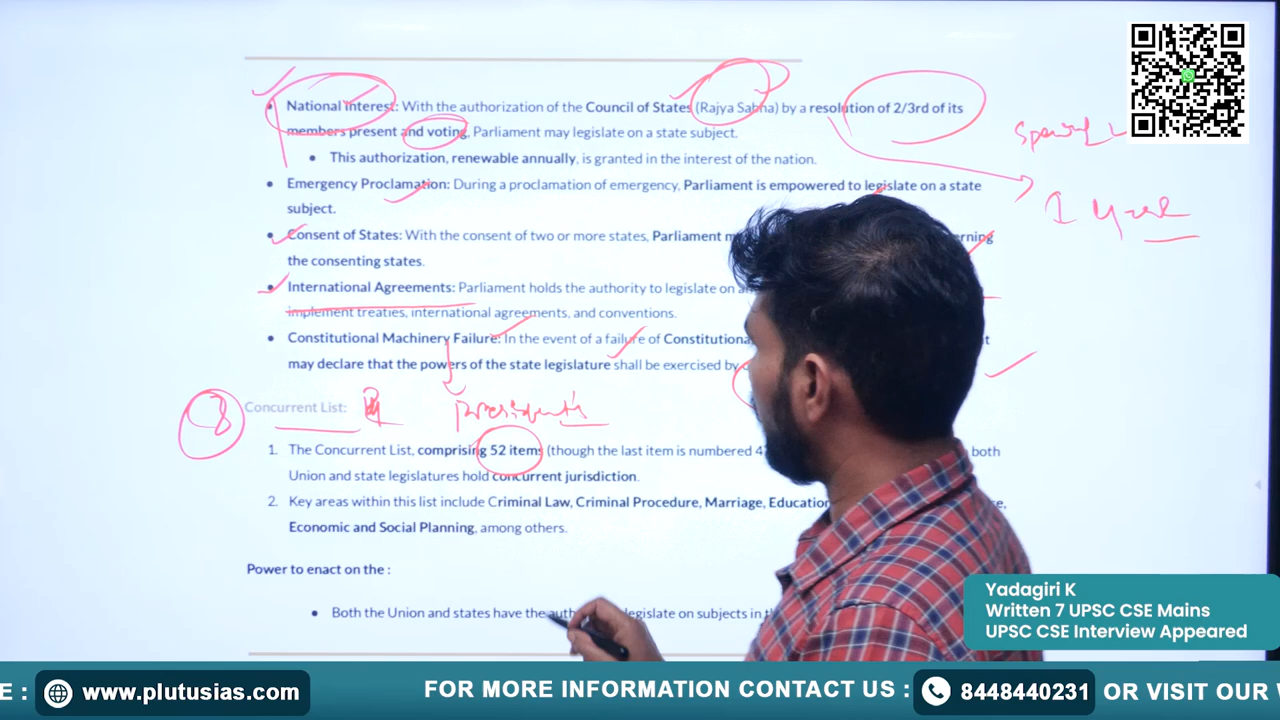 National Interest: With the authorization of the Council of States (Rajya Sabha) by a resolution of 2/3rd of its
members present and voting, Parliament may legislate on a state subject.
This authorization, renewable annually, is granted in the interest of the nation.
Emergency Proclamation: During a proclamation of emergency, Parliament is empowered to legislate on a state
subject.
Consent of States: With the consent of two or more states, Parliament
the consenting states.
International Agreements: Parliament holds the authority to legislate on
implement treaties, international agreements, and conventions.
Constitutional Machinery Failure: In the event of a failure of
may declare that the powers of the state legislature shall be exercised by
Concurrent List:
1. The Concurrent List, comprising 52 items (though the last item is numbered both
Union and state legislatures hold concurrent jurisdiction.
2. Key areas within this list include Criminal Law, Criminal Procedure, Marriage,
Economic and Social Planning, among others.
Power to enact on the :
Both the Union and states have the legislate on subjects in
1 year
Yadagiri K
Written 7 UPSC CSE Mains
UPSC CSE Interview Appeared
E : www.plutusias.com FOR MORE INFORMATION CONTACT US : 8448440231 OR VISIT OUR